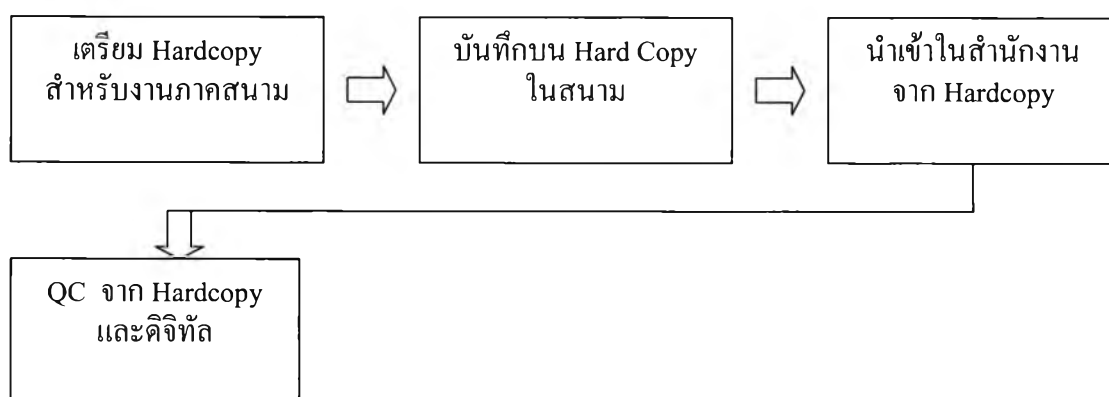 เตรียม Hardcopy
สำหรับงานภาคสนาม
บันทึกบน Hard Copy
ในสนาม
นำเข้าในสำนักงาน
จาก Hardcopy
QC จาก Hardcopy
และดิจิทัล